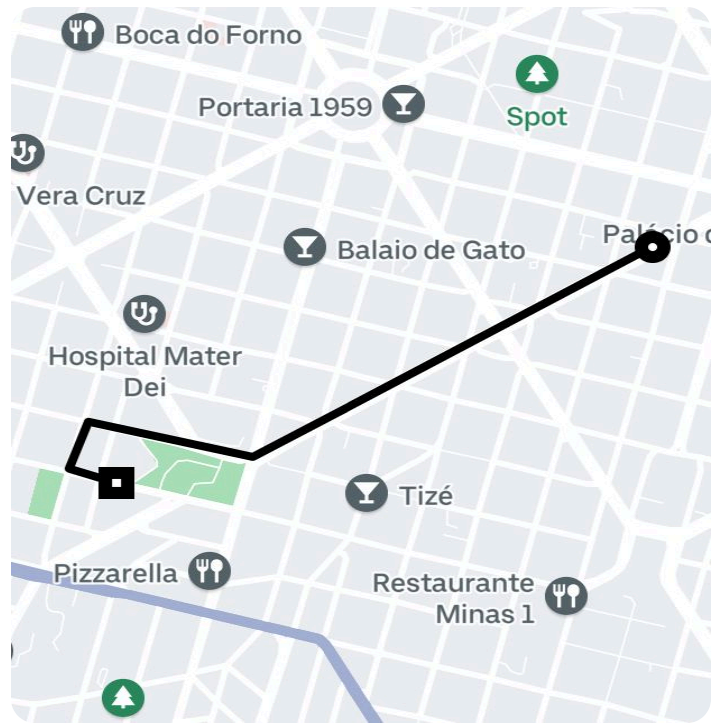 Boca do Forno
Portaria 1959
Spot
Vera Cruz
Palácio
Balaio de Gato
Hospital Mater
Dei
Tizé
Pizzarella
Restaurante
Minas 1